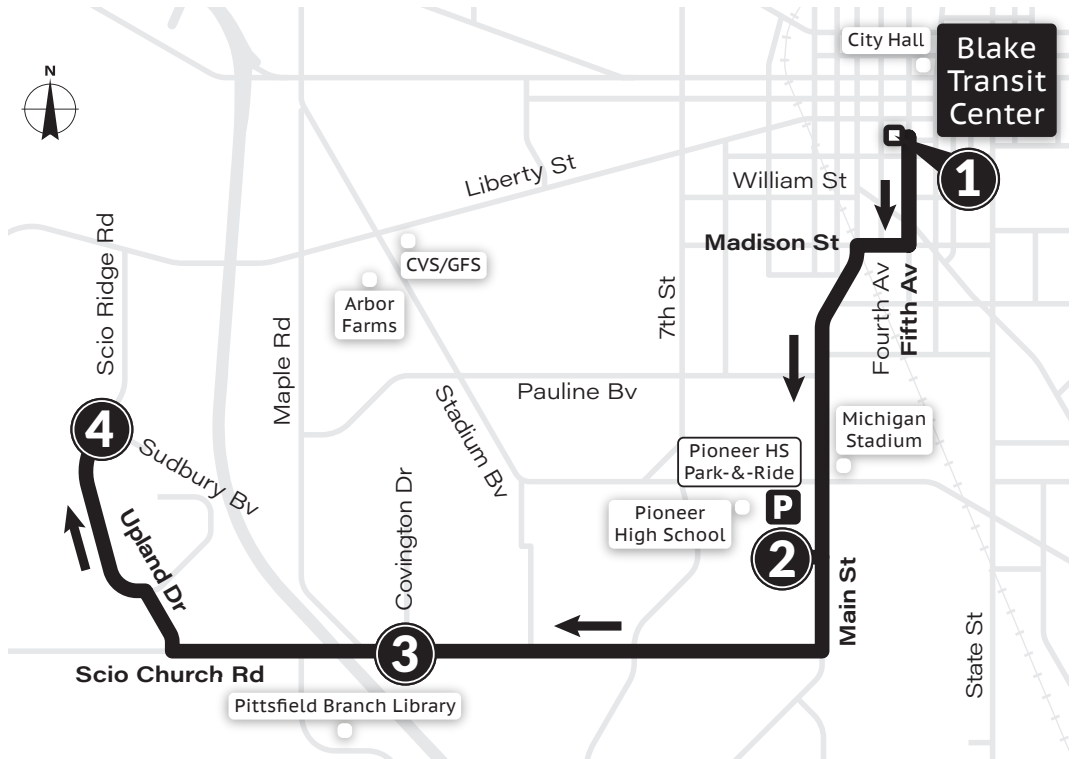 City Hall
Blake
Transit
Center
N
1
William St
Liberty St
Madison St
Scio Ridge Rd
CVS/GFS
Arbor
Farms
Maple Rd
7th St
Fourth Av
Fifth Av
Pauline Bv
Stadium Bv
Michigan
Stadium
4
Sudbury Bv
Pioneer HS
Park-&-Ride
P
Pioneer
High School
2
Covington Dr
Upland Dr
Main St
State St
3
Scio Church Rd
Pittsfield Branch Library